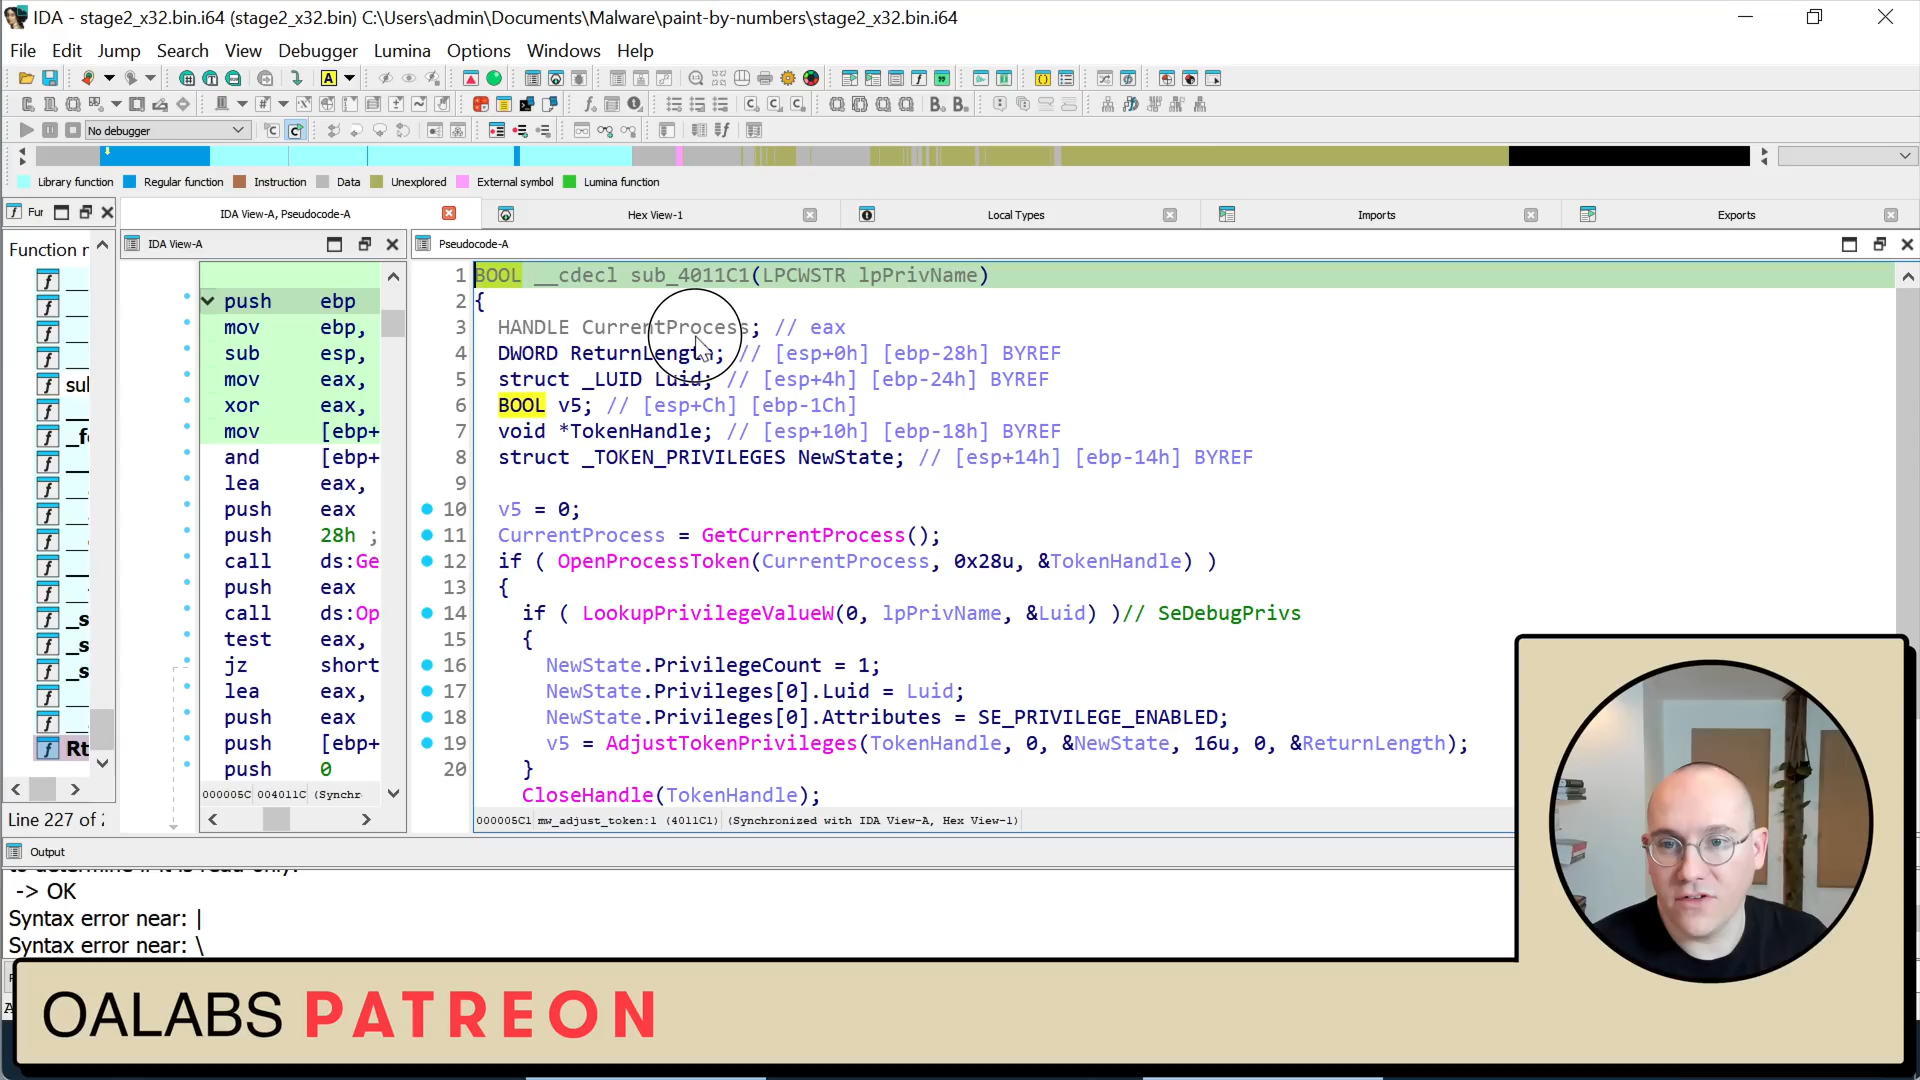 IDA - stage2_x32.bin.i64 (stage2_x32.bin) C:\Users\admin\Documents\Malware\paint-by-numbers\stage2_x32.bin.i64
File Edit Jump Search View Debugger Lumina Options Windows Help
No debugger
Library function Regular function Instruction Data Unexplored External symbol Lumina function
Fur
IDA View-A, Pseudocode-A
Hex View-1
Local Types
Imports
Exports
IDA View-A
Pseudocode-A
Function
push ebp
mov ebp,
sub esp,
mov eax,
xor eax,
mov [ebp+
and [ebp+
lea eax,
push eax
push 28h ;
call ds:Ge
push eax
call ds:Op
test eax,
jz short
lea eax,
push eax
push [ebp+
push 0
000005C 004011C (Synchr
1 BOOL __cdecl sub_4011C1(LPCWSTR lpPrivName)
2 {
3 HANDLE CurrentProcess; // eax
4 DWORD ReturnLength; // [esp+0h] [ebp-28h] BYREF
5 struct _LUID Luid; // [esp+4h] [ebp-24h] BYREF
6 BOOL v5; // [esp+Ch] [ebp-1Ch]
7 void *TokenHandle; // [esp+10h] [ebp-18h] BYREF
8 struct _TOKEN_PRIVILEGES NewState; // [esp+14h] [ebp-14h] BYREF
9
10 v5 = 0;
11 CurrentProcess = GetCurrentProcess();
12 if ( OpenProcessToken(CurrentProcess, 0x28u, &TokenHandle) )
13 {
14 if ( LookupPrivilegeValueW(0, lpPrivName, &Luid) )// SeDebugPrivs
15 {
16 NewState.PrivilegeCount = 1;
17 NewState.Privileges[0].Luid = Luid;
18 NewState.Privileges[0].Attributes = SE_PRIVILEGE_ENABLED;
19 v5 = AdjustTokenPrivileges(TokenHandle, 0, &NewState, 16u, 0, &ReturnLength);
20 }
CloseHandle(TokenHandle);
000005C1 mw_adjust_token:1 (4011C1) (Synchronized with IDA View-A, Hex View-1)
Line 227 of
Output
-> OK
Syntax error near: |
Syntax error near: \
OALABS PATREON